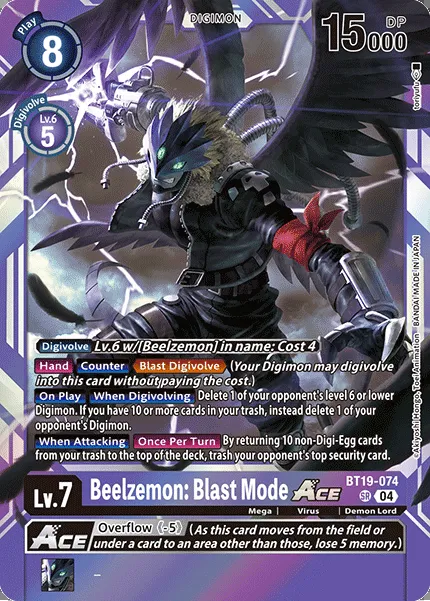 DIGIMON
Play
8
15000
DP
Digivolve
Lv.6
5
toriyufu
©Akiyoshi Hongo, Toei Animation BANDAI MADE IN JAPAN
Digivolve Lv.6 w/[Beelzemon] in name: Cost 4
Hand Counter Blast Digivolve (Your Digimon may digivolve
into this card without paying the cost.)
On Play When Digivolving Delete 1 of your opponent's level 6 or lower
Digimon. If you have 10 or more cards in your trash, instead delete 1 of your
opponent's Digimon.
When Attacking Once Per Turn By returning 10 non-Digi-Egg cards
from your trash to the top of the deck, trash your opponent's top security card.
Lv.7 Beelzemon: Blast Mode ACE BT19-074
SR 04
Mega | Virus | Demon Lord
ACE Overflow《-5》 (As this card moves from the field or
under a card to an area other than those, lose 5 memory.)
–